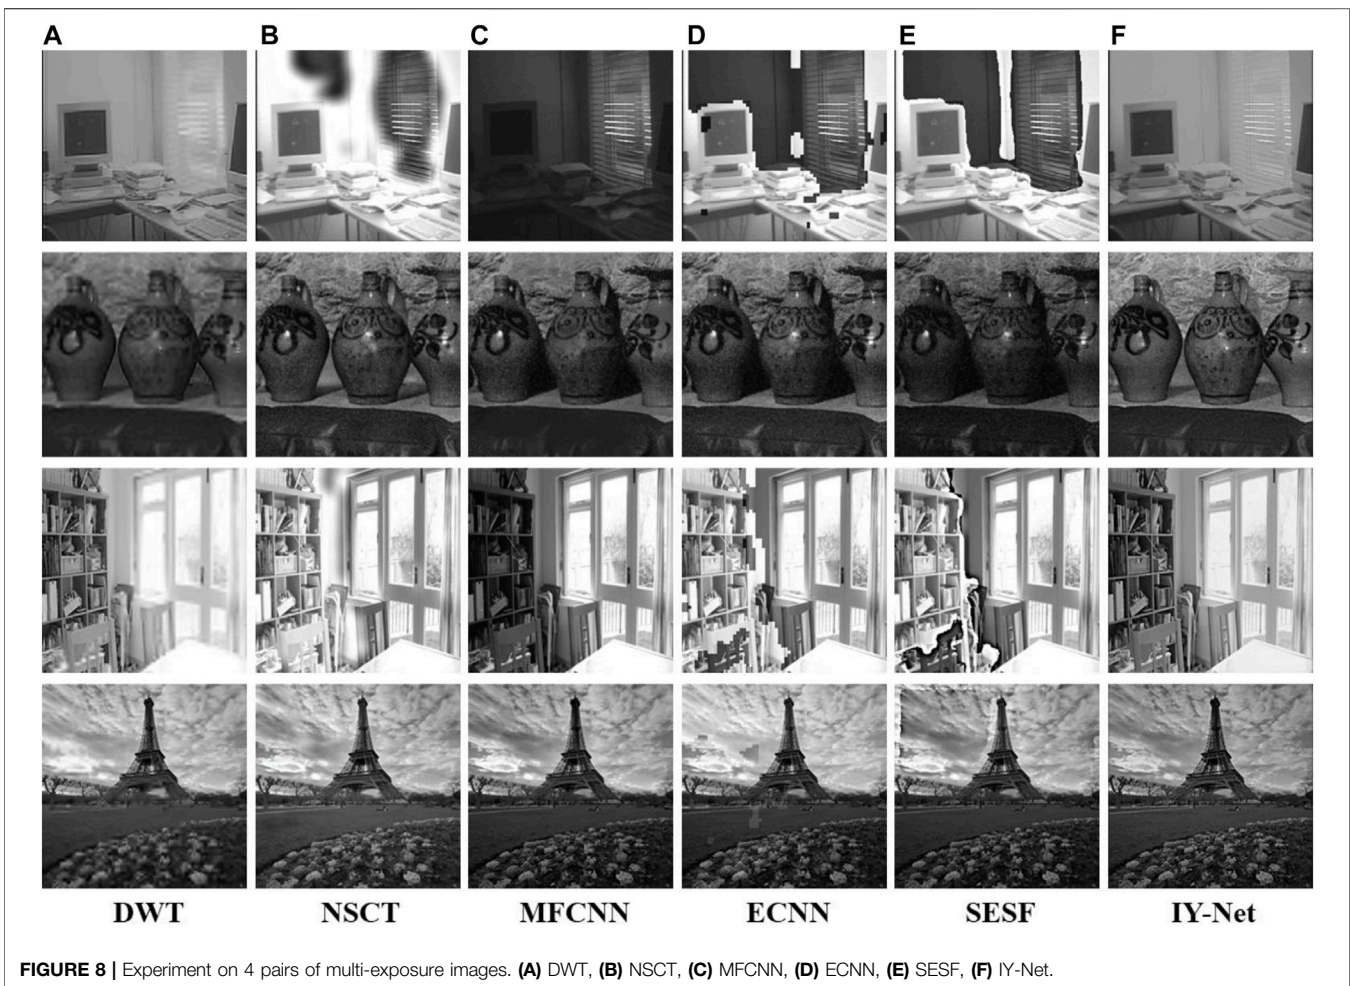 A B C D E F
DWT NSCT MFCNN ECNN SESF IY-Net
FIGURE 8 | Experiment on 4 pairs of multi-exposure images. (A) DWT, (B) NSCT, (C) MFCNN, (D) ECNN, (E) SESF, (F) IY-Net.